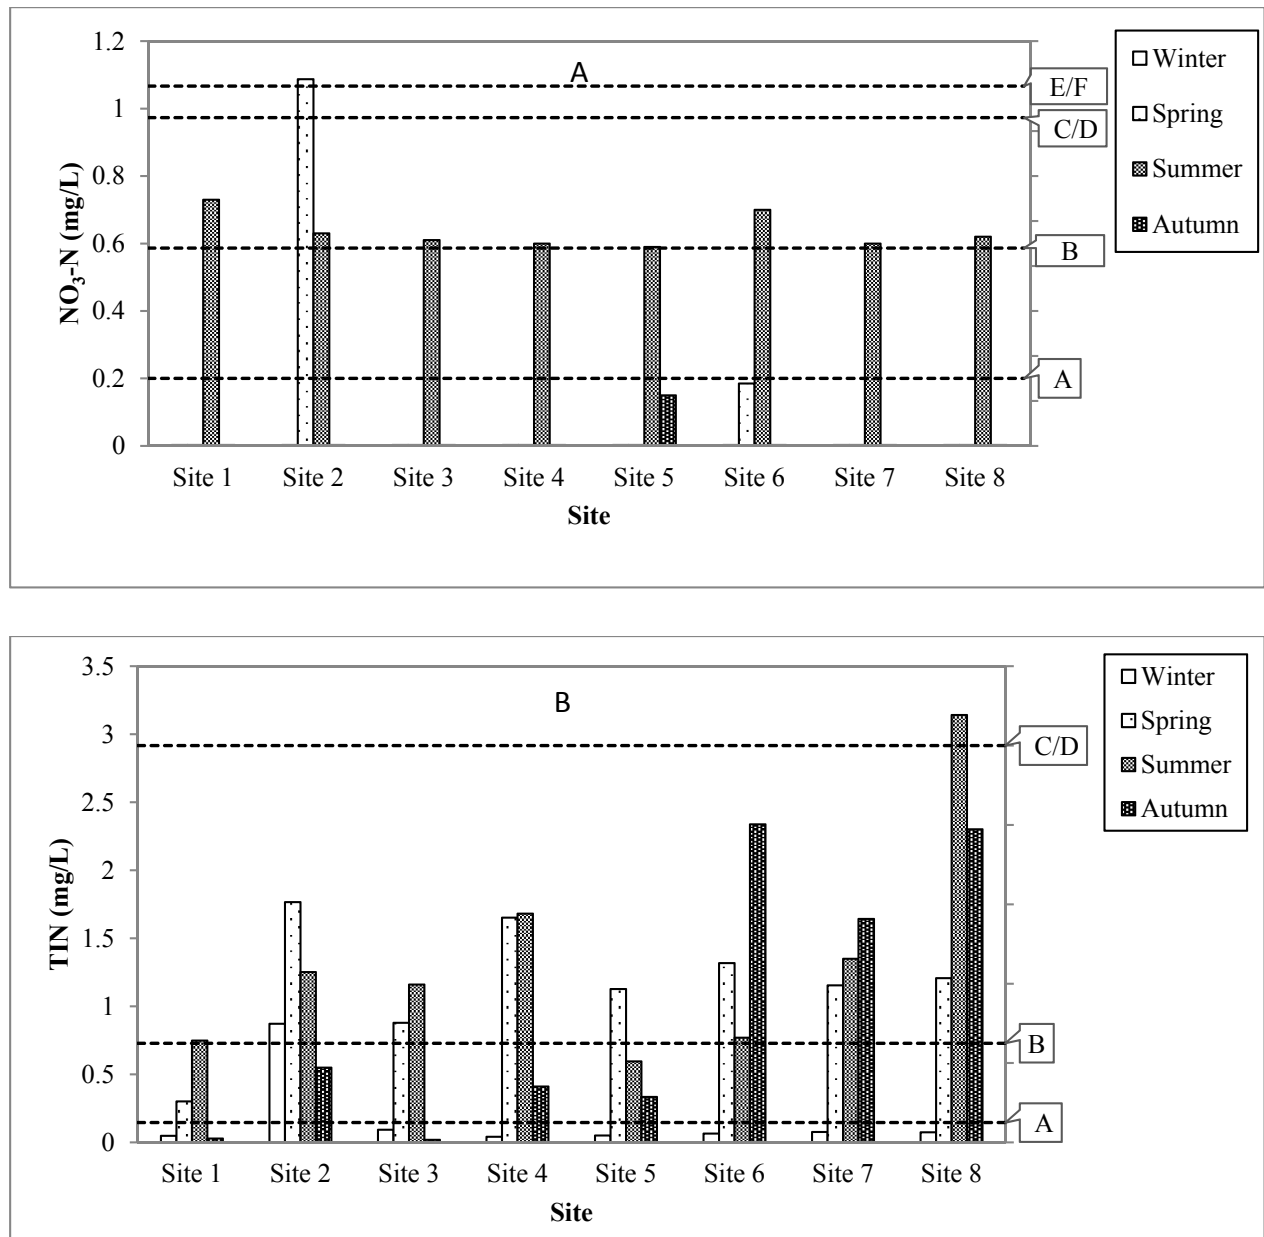 A
1.2
1
0.8
0.6
0.4
0.2
0
NO3-N (mg/L)
E/F
C/D
B
A
Winter
Spring
Summer
Autumn
Site 1 Site 2 Site 3 Site 4 Site 5 Site 6 Site 7 Site 8
Site
B
3.5
3
2.5
2
1.5
1
0.5
0
TIN (mg/L)
C/D
B
A
Winter
Spring
Summer
Autumn
Site 1 Site 2 Site 3 Site 4 Site 5 Site 6 Site 7 Site 8
Site